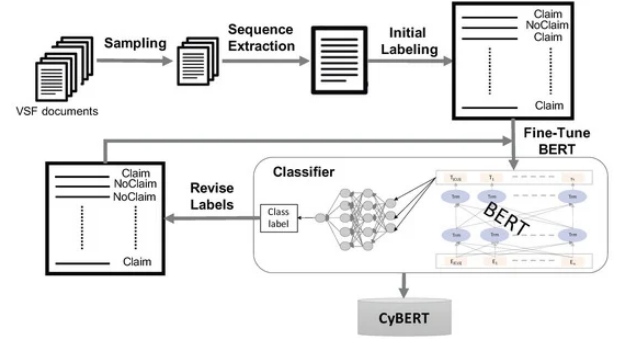 Claim
NoClaim
Claim
Claim
Sampling
Sequence
Extraction
Initial
Labeling
VSF documents
Fine-Tune
BERT
Claim
NoClaim
NoClaim
Claim
Revise
Labels
Classifier
Class
label
BERT
CyBERT